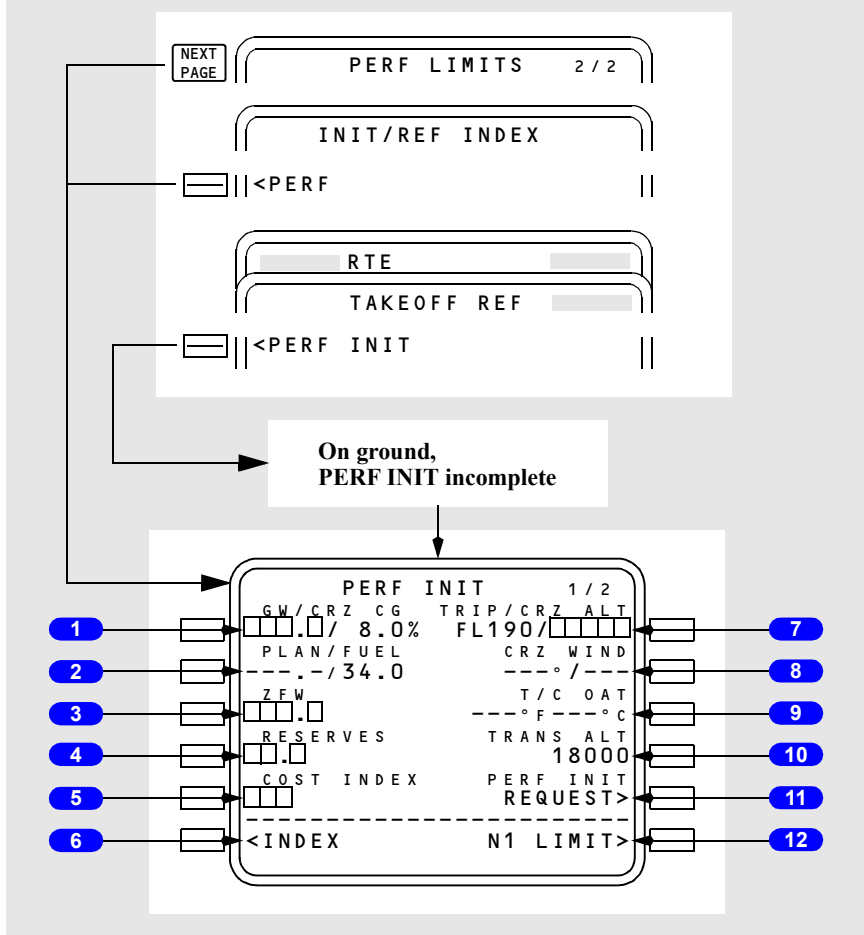 NEXT
PAGE
PERF LIMITS 2/2
INIT/REF INDEX
<PERF
RTE
TAKEOFF REF
<PERF INIT
On ground,
PERF INIT incomplete
PERF INIT 1/2
GW/CRZ CG TRIP/CRZ ALT
1 □□□.□/ 8.0% FL190/□□□□□ 7
PLAN/FUEL CRZ WIND
2 ---.-/34.0 ---°/--- 8
ZFW T/C OAT
3 □□□.□ ---°F---°C 9
RESERVES TRANS ALT
4 □□.□ 18000 10
COST INDEX PERF INIT
5 □□□ REQUEST> 11
------------------------
6 <INDEX N1 LIMIT> 12